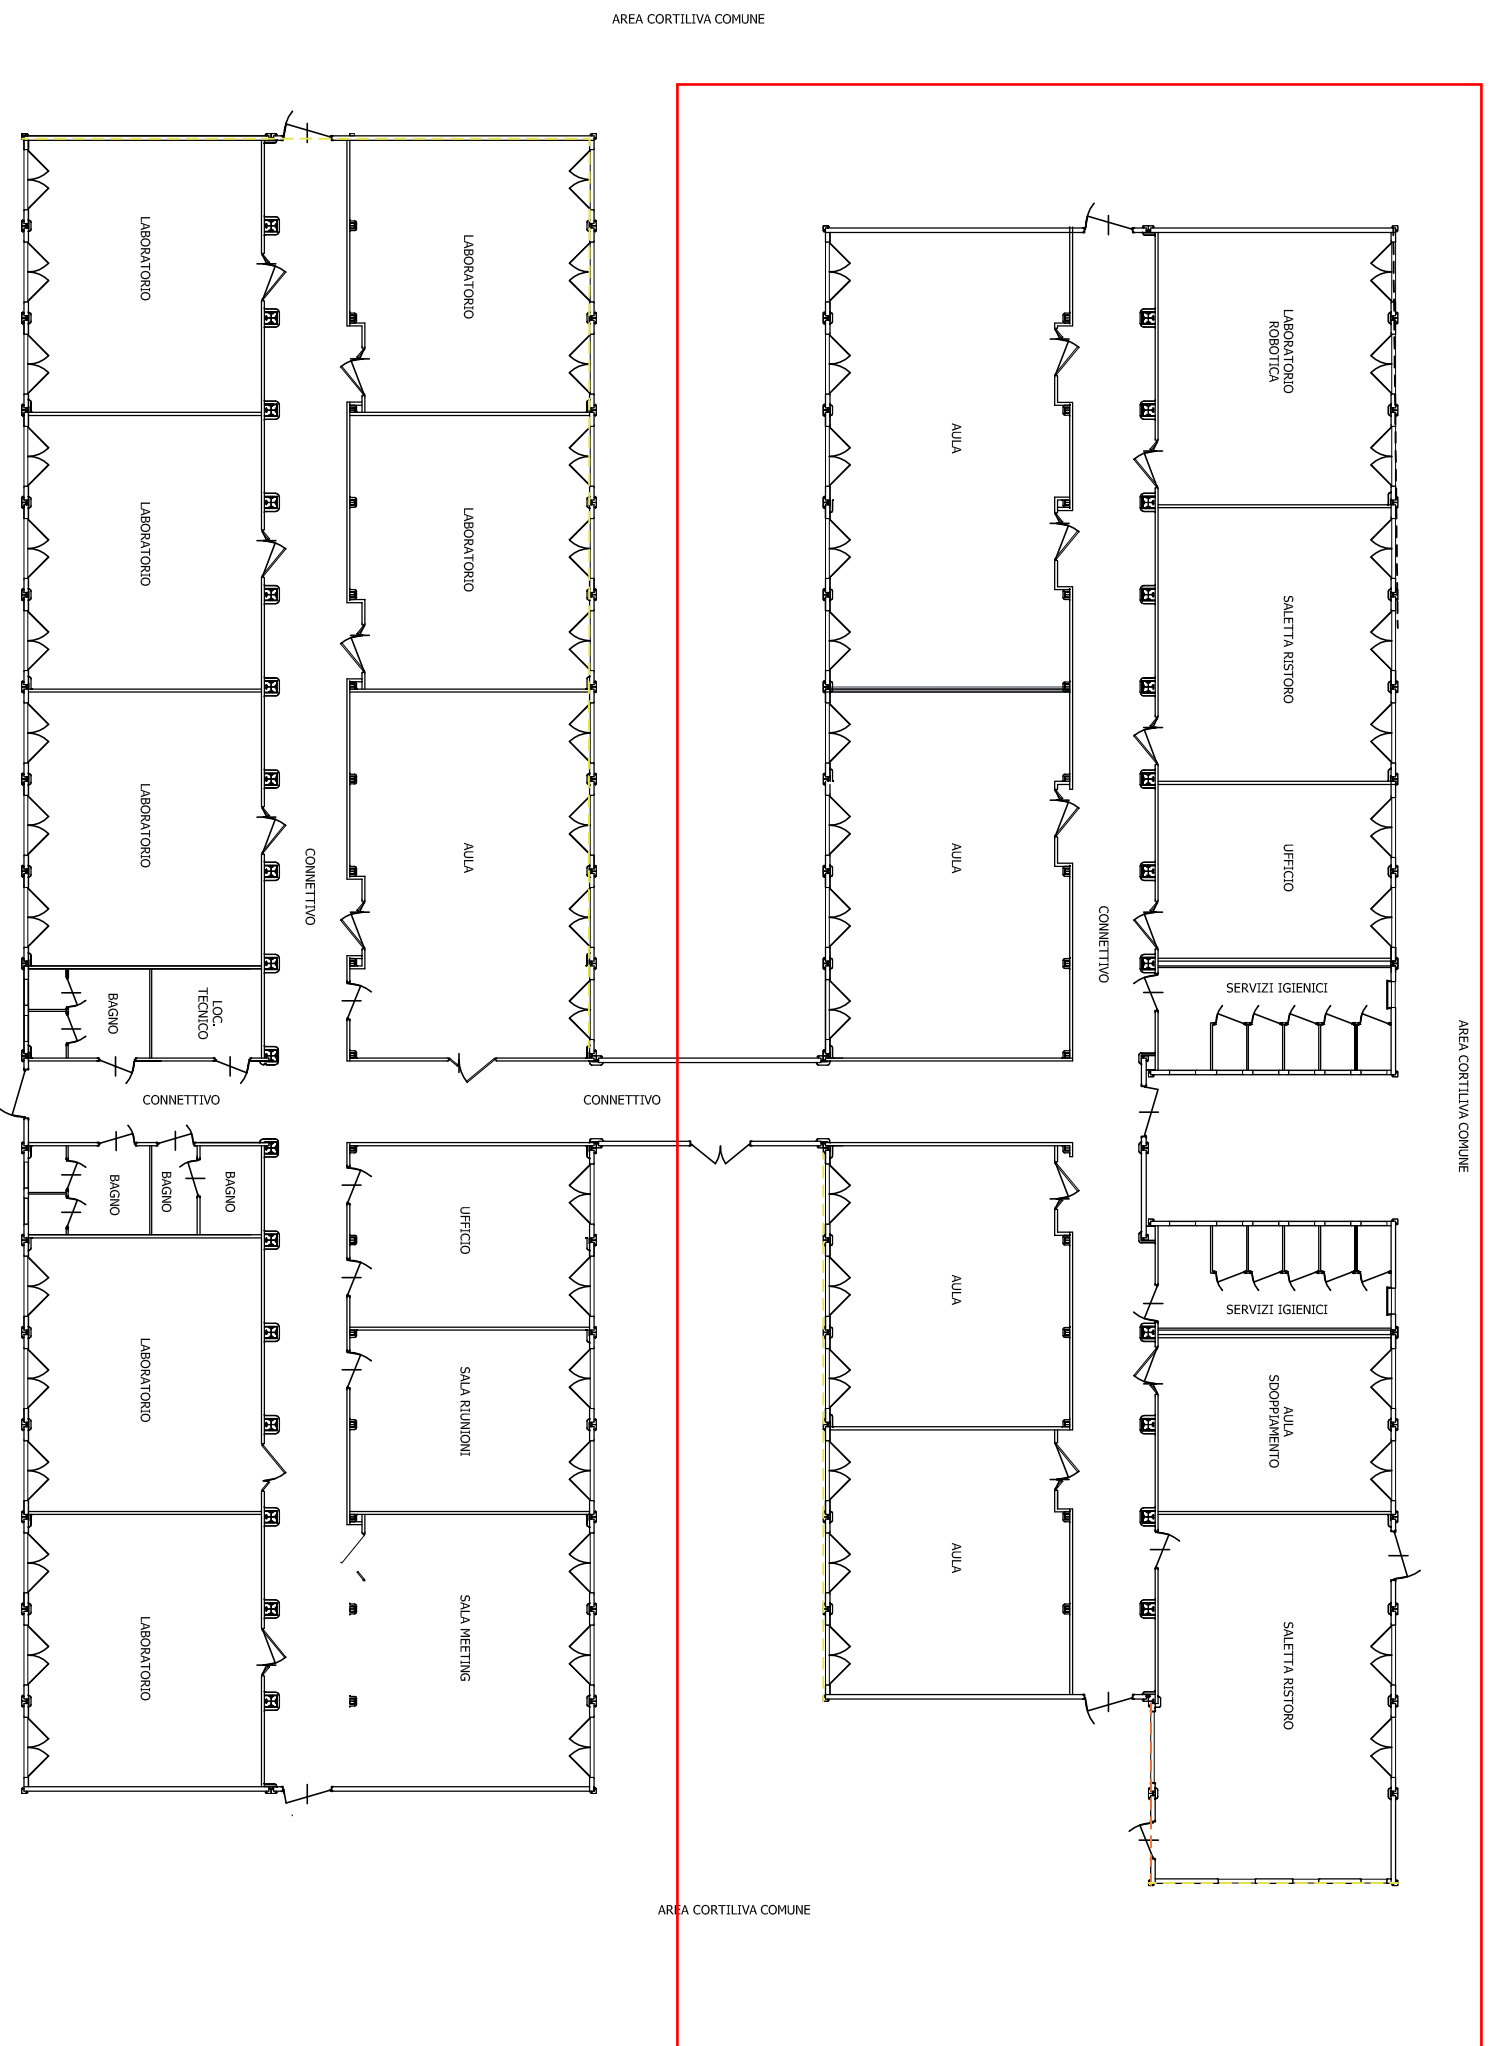 AREA CORTILIVA COMUNE
LABORATORIO
LABORATORIO
LABORATORIO
ROBOTICA
AULA
LABORATORIO
LABORATORIO
SALETTA RISTORO
LABORATORIO
CONNETTIVO
AULA
AULA
CONNETTIVO
UFFICIO
BAGNO
LOC.
TECNICO
SERVIZI IGIENICI
AREA CORTILIVA COMUNE
CONNETTIVO
CONNETTIVO
BAGNO
BAGNO
BAGNO
UFFICIO
AULA
SERVIZI IGIENICI
LABORATORIO
SALA RIUNIONI
AULA
SDOPPIAMENTO
LABORATORIO
SALA MEETING
AULA
SALETTA RISTORO
AREA CORTILIVA COMUNE